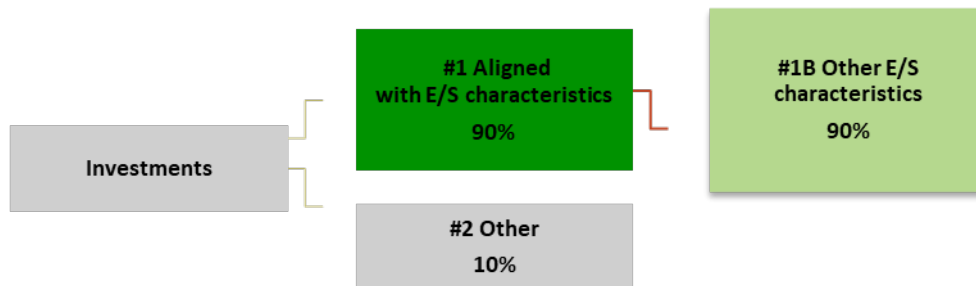 #1 Aligned
with E/S characteristics
90%
#1B Other E/S
characteristics
90%
Investments
#2 Other
10%